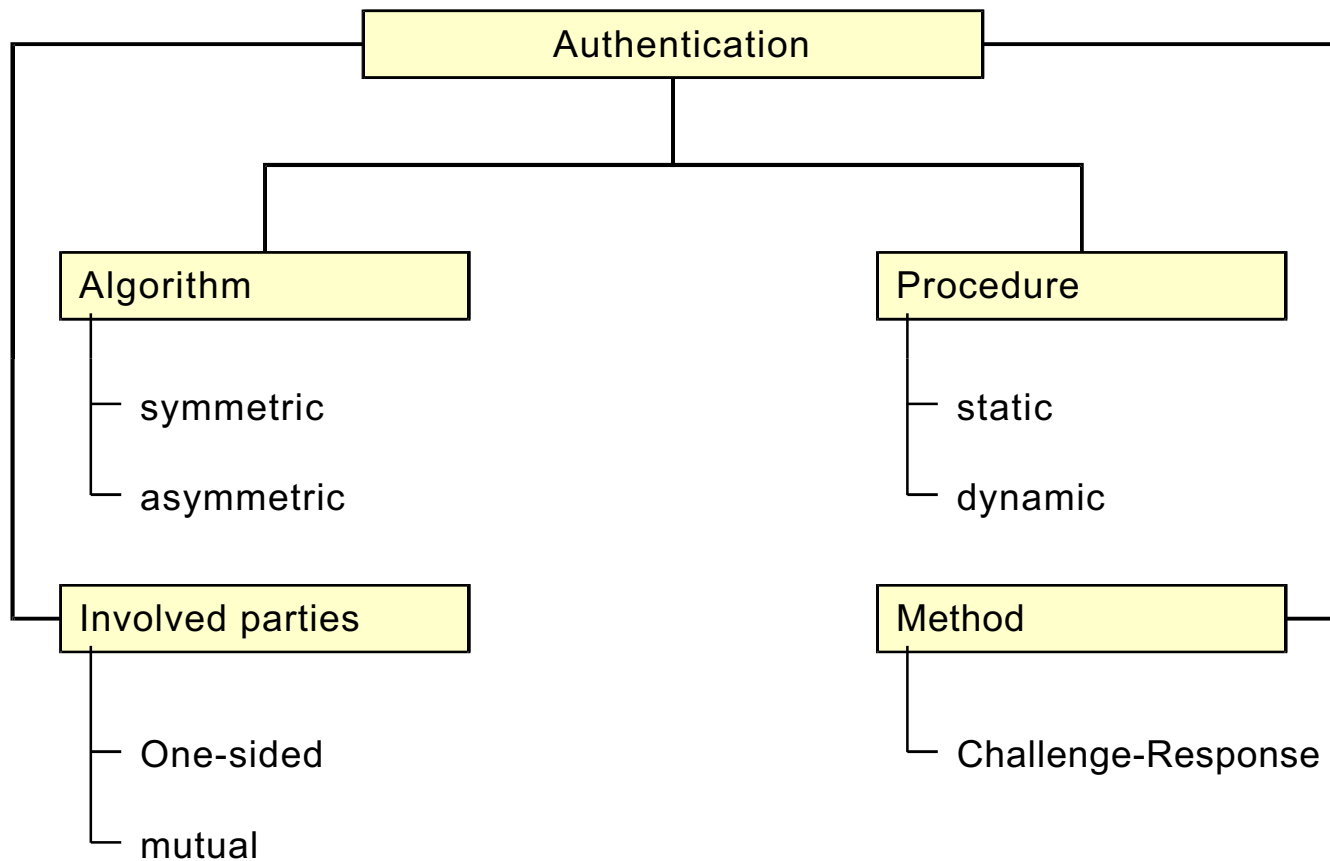 Authentication
Algorithm
symmetric
asymmetric
Procedure
static
dynamic
Involved parties
One-sided
mutual
Method
Challenge-Response